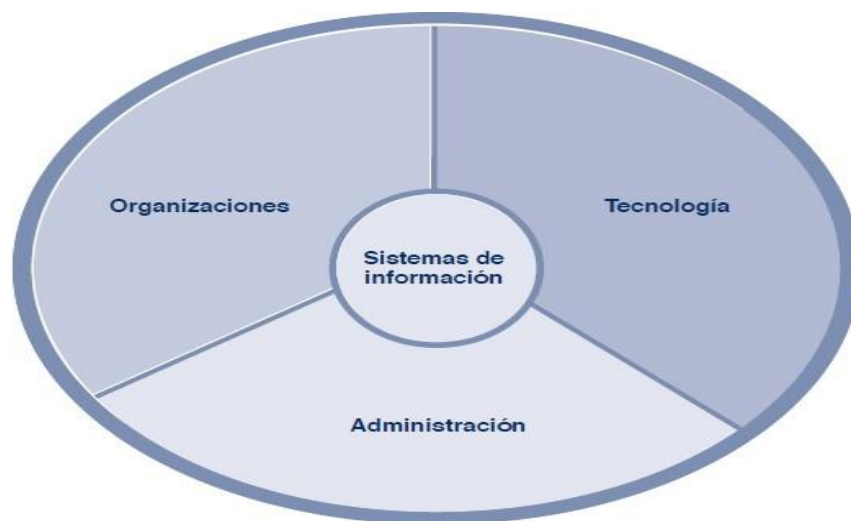 Organizaciones
Tecnología
Sistemas de
información
Administración